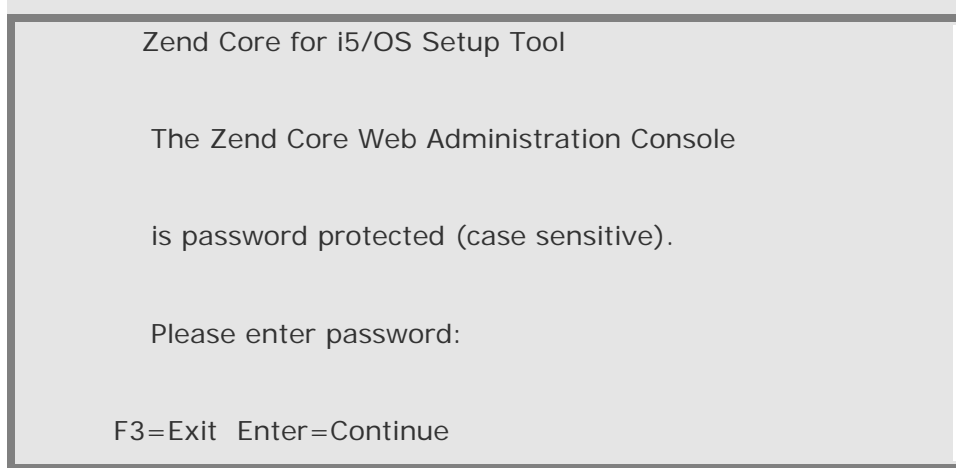 Zend Core for i5/OS Setup Tool
The Zend Core Web Administration Console
is password protected (case sensitive).
Please enter password:
F3=Exit Enter=Continue